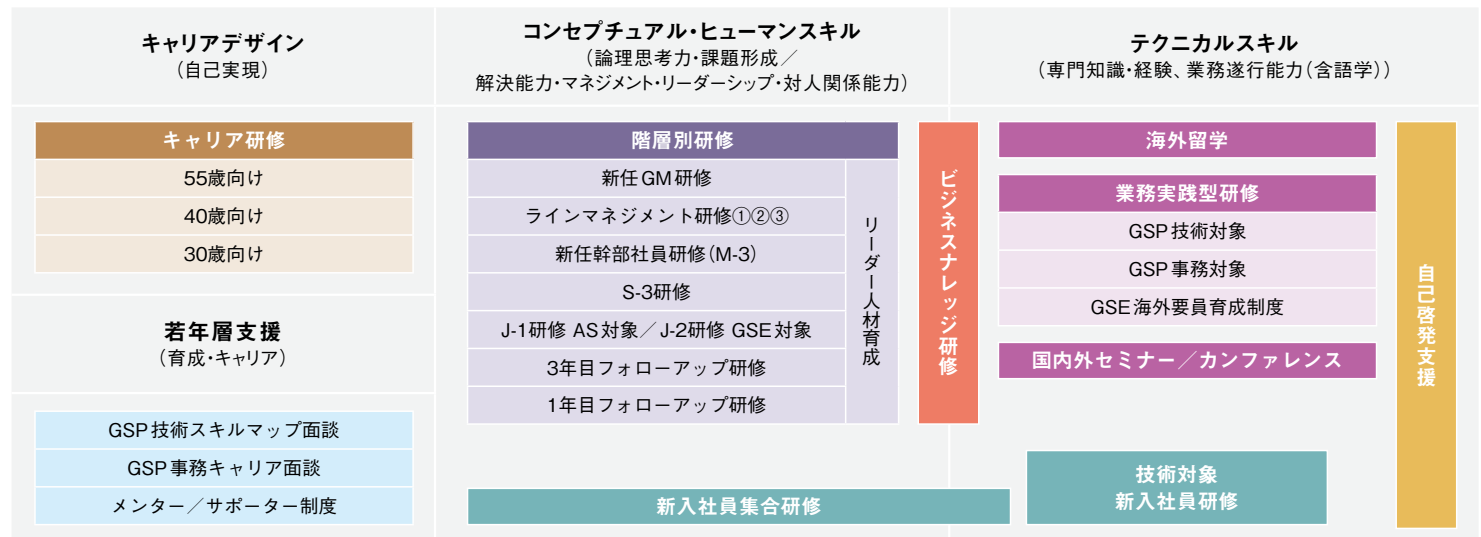 キャリアデザイン
（自己実現）
キャリア研修
55歳向け
40歳向け
30歳向け
若年層支援
（育成・キャリア）
GSP技術スキルマップ面談
GSP事務キャリア面談
メンター／サポーター制度
コンセプチュアル・ヒューマンスキル
（論理思考力・課題形成／
解決能力・マネジメント・リーダーシップ・対人関係能力）
階層別研修
新任GM研修
ラインマネジメント研修①②③
新任幹部社員研修（M-3）
S-3研修
J-1研修 AS対象／J-2研修 GSE対象
3年目フォローアップ研修
1年目フォローアップ研修
リーダー人材育成
ビジネスナレッジ研修
新入社員集合研修
テクニカルスキル
（専門知識・経験、業務遂行能力（含語学））
海外留学
業務実践型研修
GSP技術対象
GSP事務対象
GSE海外要員育成制度
国内外セミナー／カンファレンス
技術対象
新入社員研修
自己啓発支援